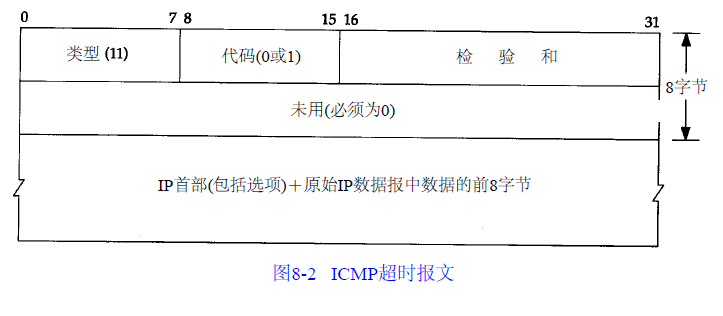 0 7 8 15 16 31
类型(11) 代码(0或1) 检 验 和
8字节
未用(必须为0)
IP首部(包括选项)＋原始IP数据报中数据的前8字节
图8-2 ICMP超时报文